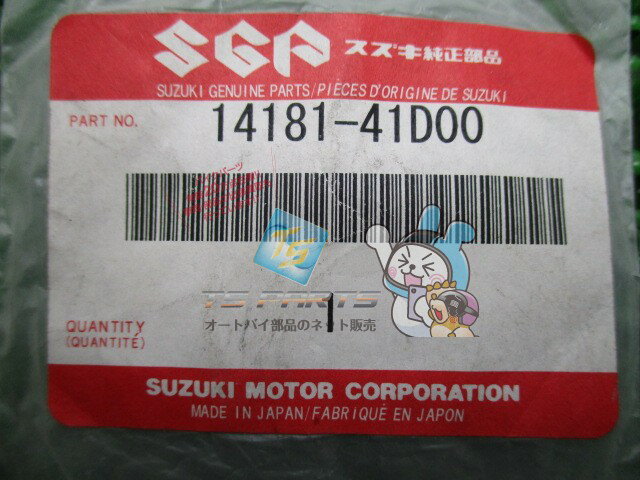 SGP スズキ純正部品
SUZUKI GENUINE PARTS/PIÈCES D'ORIGINE DE SUZUKI
PART NO. 14181-41D00
TS
TS PARTS
オートバイ部品のネット販売
QUANTITY 1
(QUANTITÉ)
SUZUKI MOTOR CORPORATION
MADE IN JAPAN/FABRIQUÉ EN JAPON